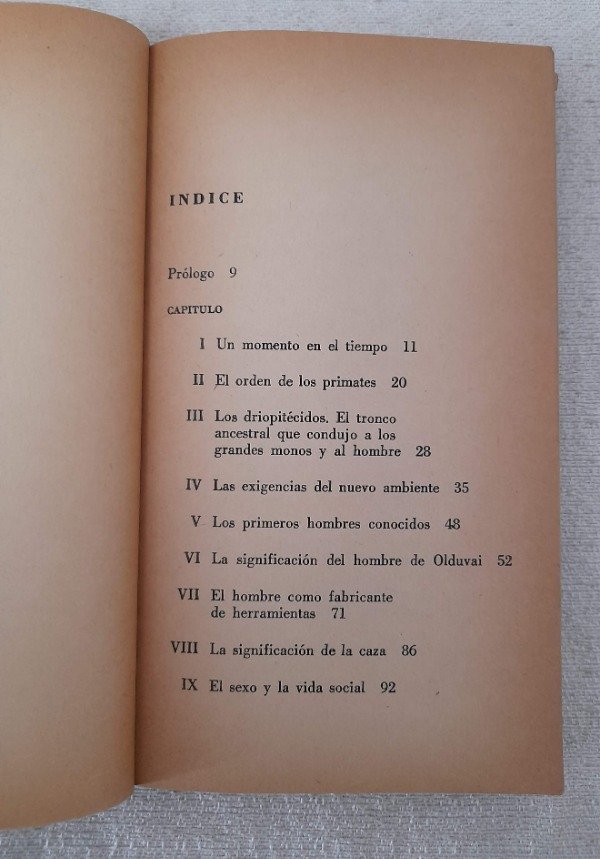 INDICE
Prólogo 9
CAPITULO
I Un momento en el tiempo 11
II El orden de los primates 20
III Los driopitécidos. El tronco
ancestral que condujo a los
grandes monos y al hombre 28
IV Las exigencias del nuevo ambiente 35
V Los primeros hombres conocidos 48
VI La significación del hombre de Olduvai 52
VII El hombre como fabricante
de herramientas 71
VIII La significación de la caza 86
IX El sexo y la vida social 92